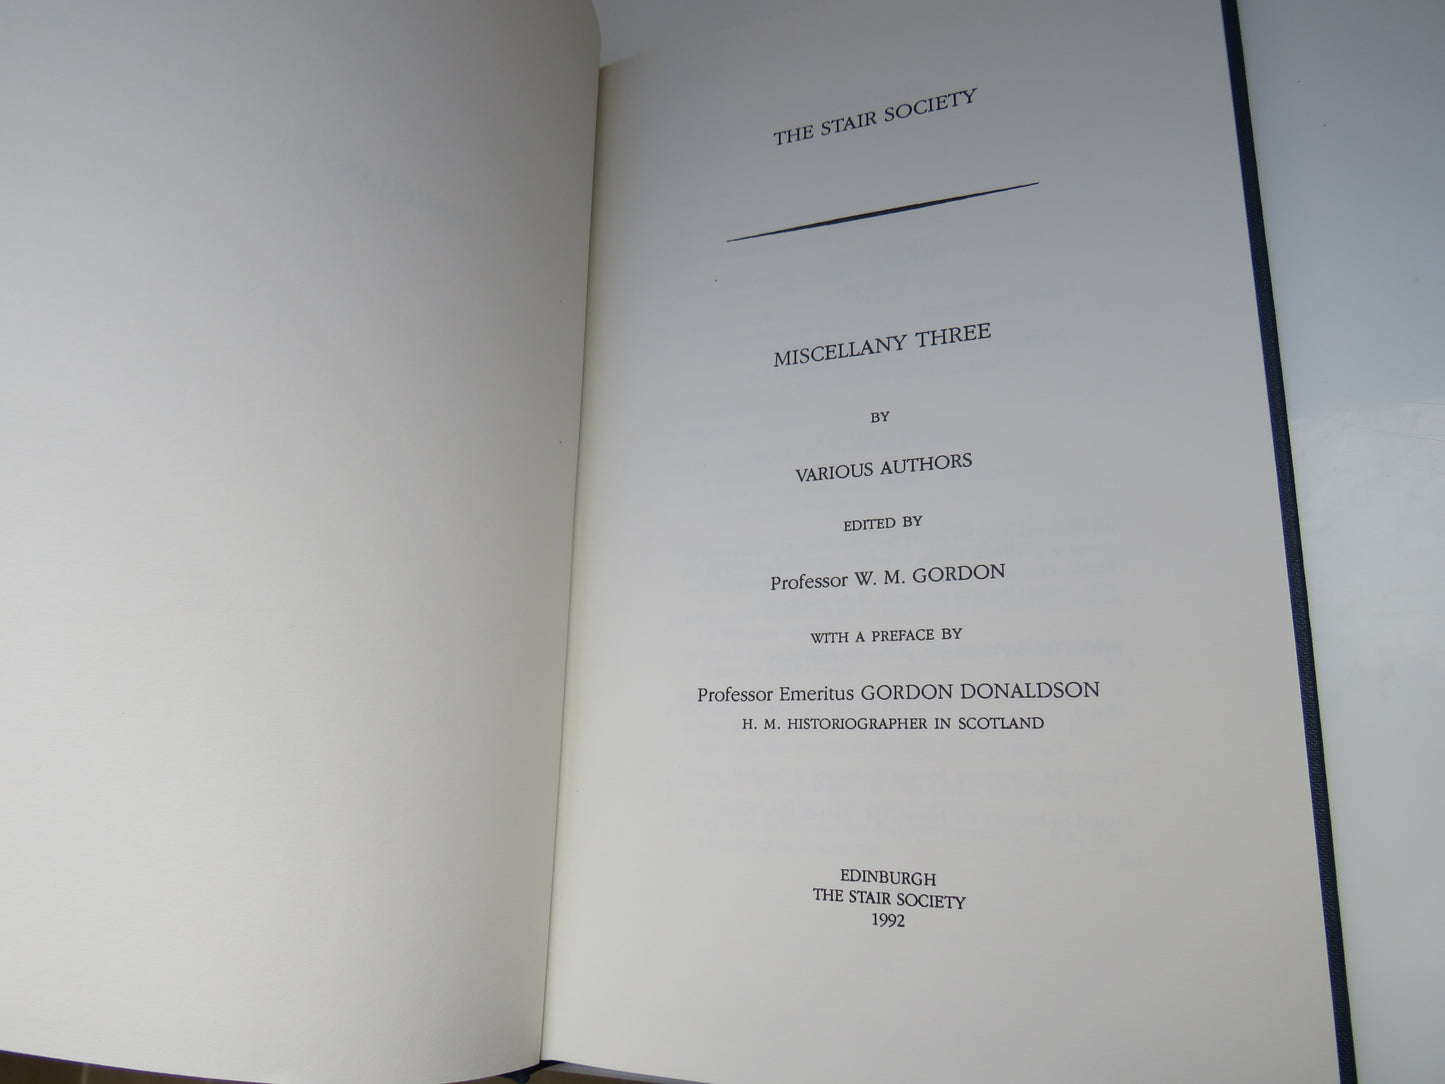 THE STAIR SOCIETY
MISCELLANY THREE
BY
VARIOUS AUTHORS
EDITED BY
Professor W. M. GORDON
WITH A PREFACE BY
Professor Emeritus GORDON DONALDSON
H. M. HISTORIOGRAPHER IN SCOTLAND
EDINBURGH
THE STAIR SOCIETY
1992